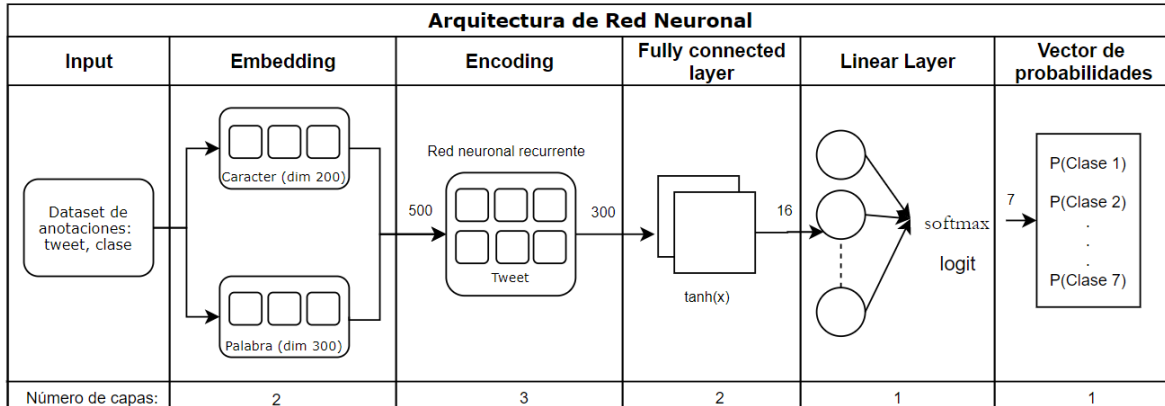 Arquitectura de Red Neuronal
Input
Embedding
Encoding
Fully connected
layer
Linear Layer
Vector de
probabilidades
Dataset de
anotaciones:
tweet, clase
Caracter (dim 200)
Palabra (dim 300)
500
Red neuronal recurrente
Tweet
300
tanh(x)
16
softmax
logit
7
P(Clase 1)
P(Clase 2)
.
.
.
P(Clase 7)
Número de capas:
2
3
2
1
1